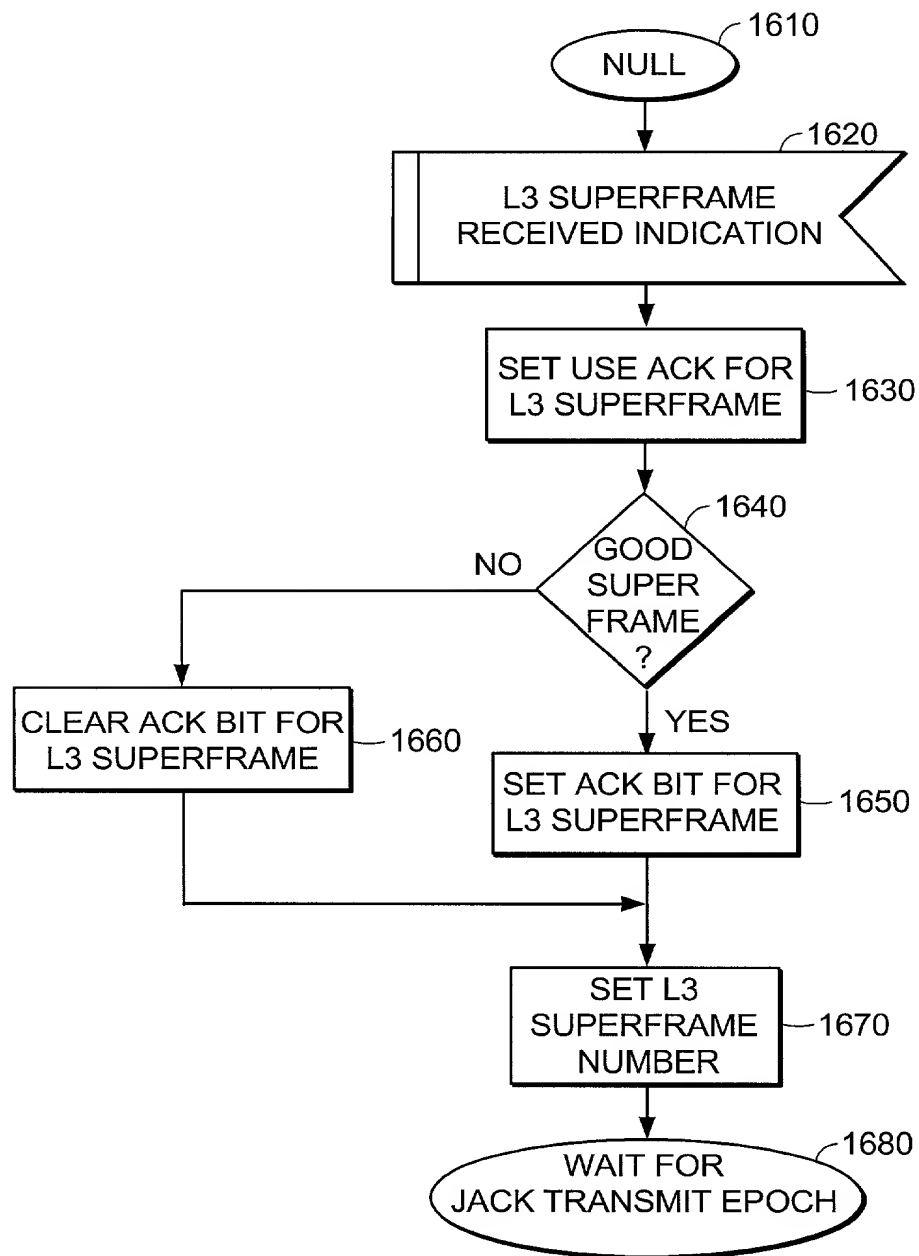 1610
NULL
1620
L3 SUPERFRAME
RECEIVED INDICATION
SET USE ACK FOR
L3 SUPERFRAME
1630
1640
GOOD
SUPER
FRAME
?
NO
YES
CLEAR ACK BIT FOR
L3 SUPERFRAME
1660
SET ACK BIT FOR
L3 SUPERFRAME
1650
SET L3
SUPERFRAME
NUMBER
1670
1680
WAIT FOR
JACK TRANSMIT EPOCH